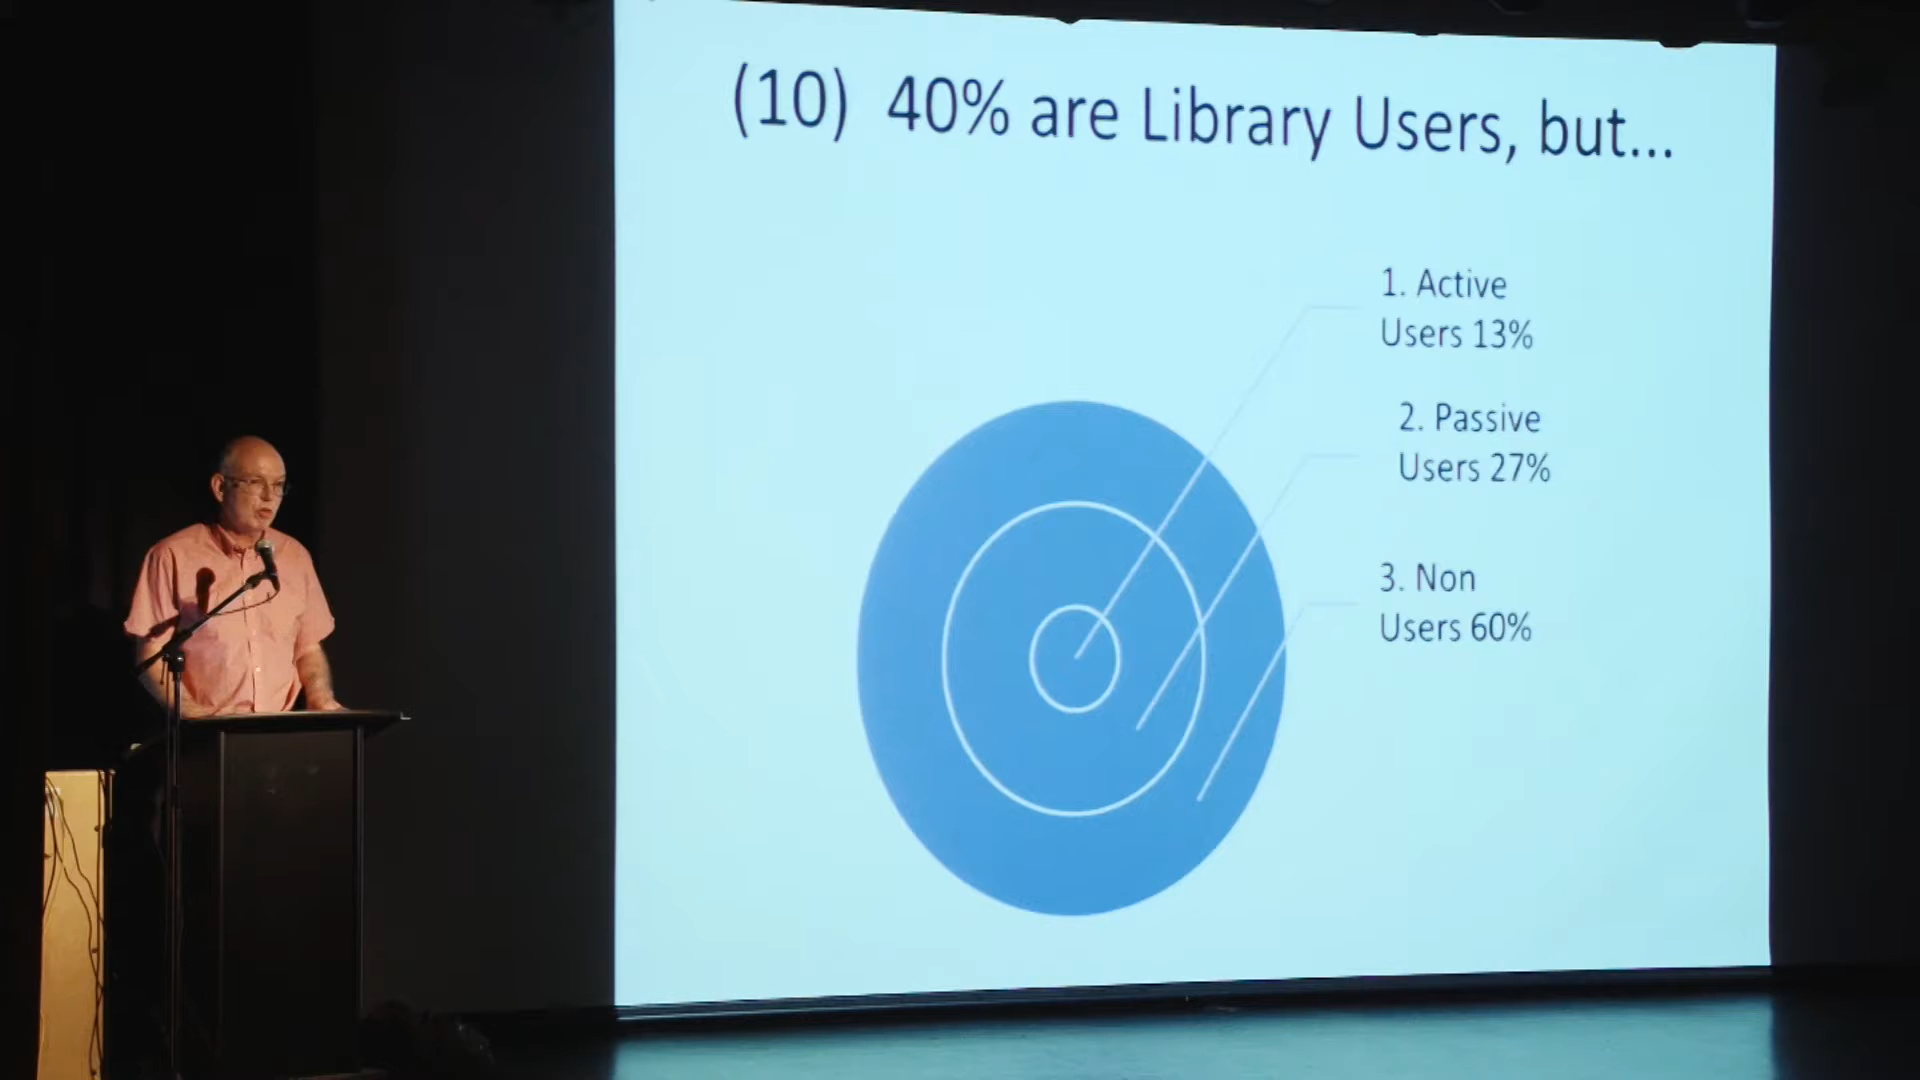 (10) 40% are Library Users, but...
1. Active
Users 13%
2. Passive
Users 27%
3. Non
Users 60%